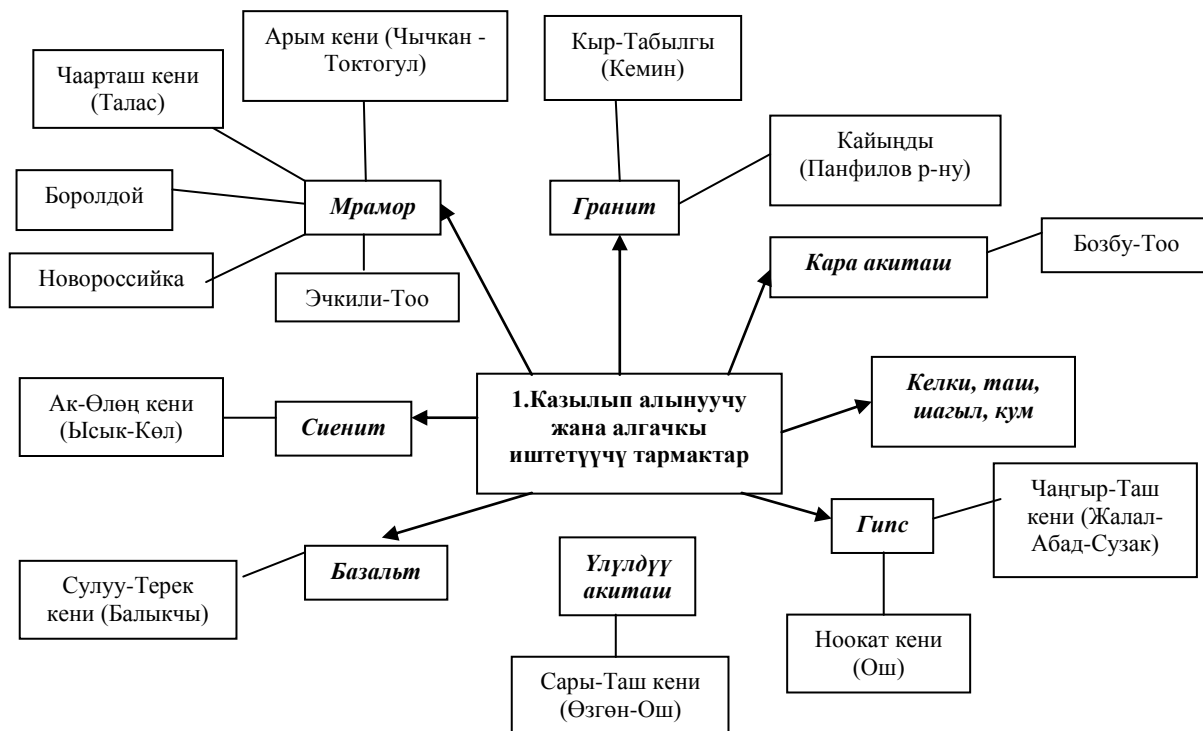 Арым кени (Чычкан -
Токтогул)
Кыр-Табылгы
(Кемин)
Чаарташ кени
(Талас)
Кайыңды
(Панфилов р-ну)
Боролдой
Мрамор
Гранит
Кара акиташ
Бозбу-Тоо
Новороссийка
Эчкили-Тоо
Ак-Өлөң кени
(Ысык-Көл)
Сиенит
1.Казылып алынуучу
жана алгачкы
иштетүүчү тармактар
Келки, таш,
шагыл, кум
Чаңгыр-Таш
кени (Жалал-
Абад-Сузак)
Гипс
Базальт
Үлүлдүү
акиташ
Сулуу-Терек
кени (Балыкчы)
Ноокат кени
(Ош)
Сары-Таш кени
(Өзгөн-Ош)